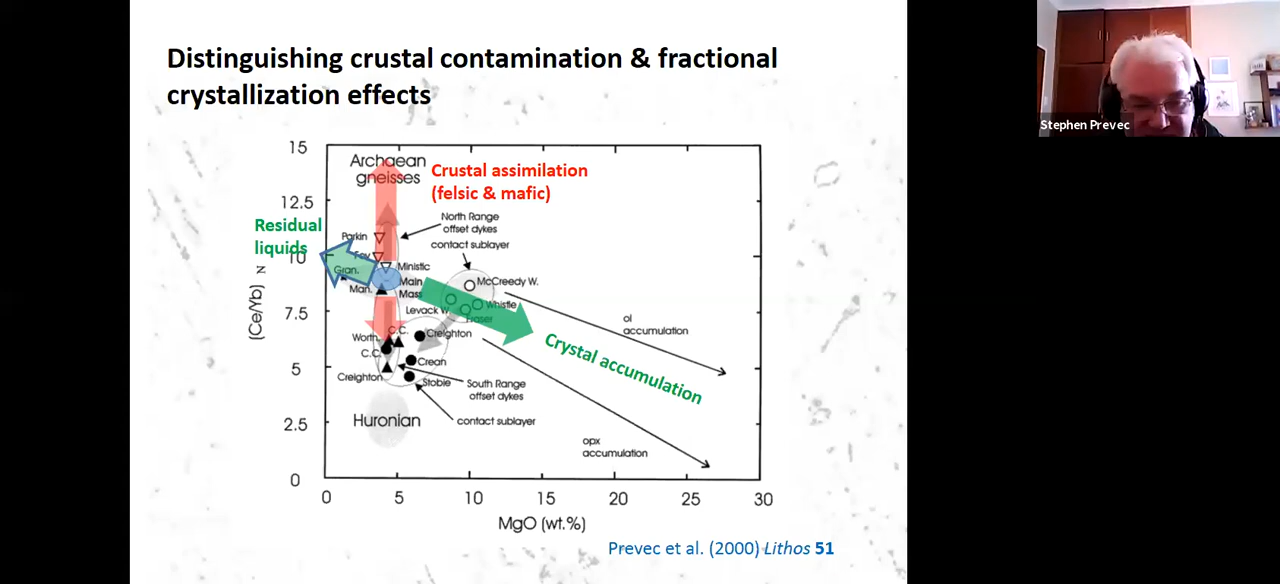 Distinguishing crustal contamination & fractional
crystallization effects
Stephen Prevec
15
12.5
10
7.5
5
2.5
0
(Ce/Yb) N
Archaean
gneisses
Crustal assimilation
(felsic & mafic)
Residual
liquids
North Range
offset dykes
contact sublayer
Parkin
Foy
Ministic
Gran.
Main
Mass
Man.
McCreedy W.
Whistle
Levack W.
Fraser
ol
accumulation
Worth.
C.C.
C.C.
Creighton
Crean
Creighton
Stobie
Crystal accumulation
South Range
offset dykes
contact sublayer
Huronian
opx
accumulation
0
5
10
15
20
25
30
MgO (wt.%)
Prevec et al. (2000) Lithos 51